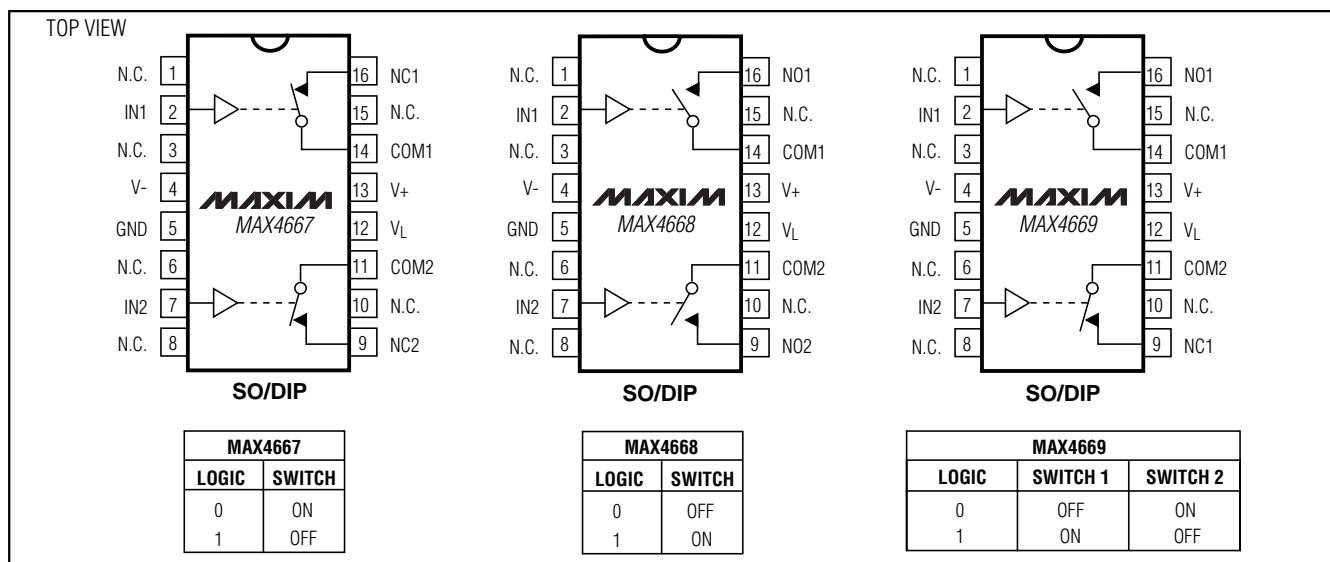 TOP VIEW
N.C. 1
IN1 2
N.C. 3
V- 4
GND 5
N.C. 6
IN2 7
N.C. 8
16 NC1
15 N.C.
14 COM1
13 V+
12 VL
11 COM2
10 N.C.
9 NC2
MAXIM
MAX4667
SO/DIP
N.C. 1
IN1 2
N.C. 3
V- 4
GND 5
N.C. 6
IN2 7
N.C. 8
16 NO1
15 N.C.
14 COM1
13 V+
12 VL
11 COM2
10 N.C.
9 NO2
MAXIM
MAX4668
SO/DIP
N.C. 1
IN1 2
N.C. 3
V- 4
GND 5
N.C. 6
IN2 7
N.C. 8
16 NO1
15 N.C.
14 COM1
13 V+
12 VL
11 COM2
10 N.C.
9 NC1
MAXIM
MAX4669
SO/DIP
MAX4667
LOGIC SWITCH
0 ON
1 OFF
MAX4668
LOGIC SWITCH
0 OFF
1 ON
MAX4669
LOGIC SWITCH 1 SWITCH 2
0 OFF ON
1 ON OFF